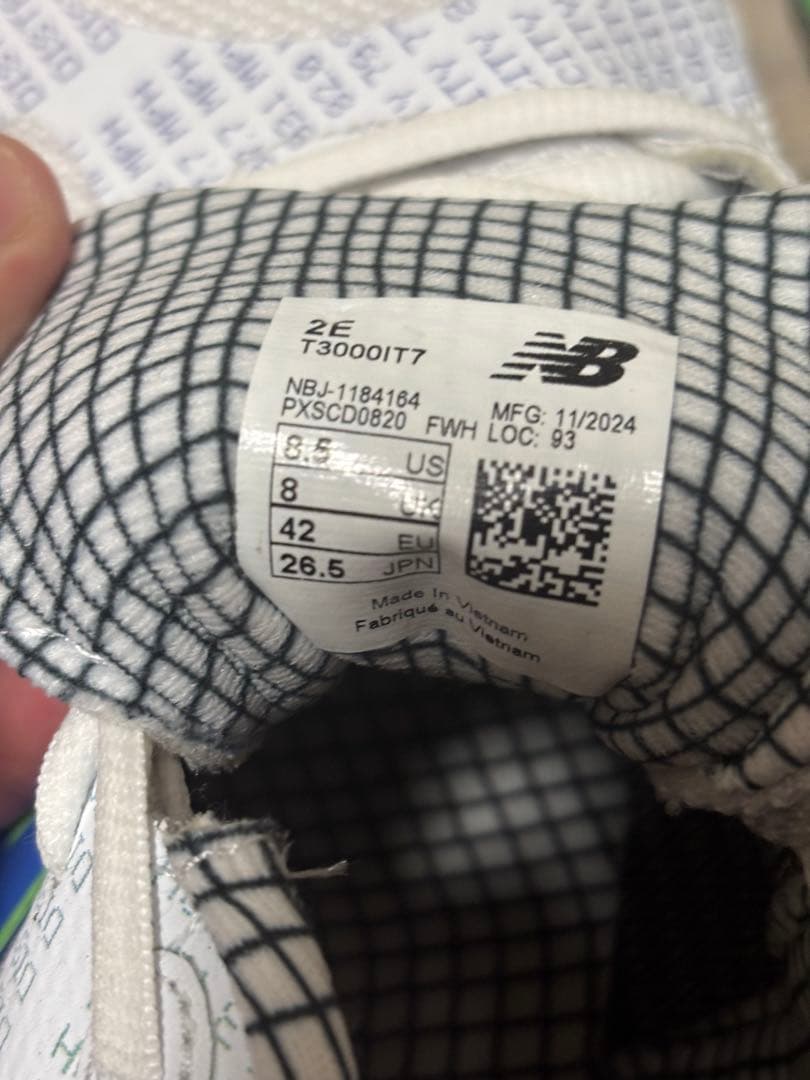 2E
T3000IT7
NB
NBJ-1184164
PXSCD0820 FWH
MFG: 11/2024
LOC: 93
8.5 US
8 UK
42 EU
26.5 JPN
Made In Vietnam
Fabriqué au Vietnam